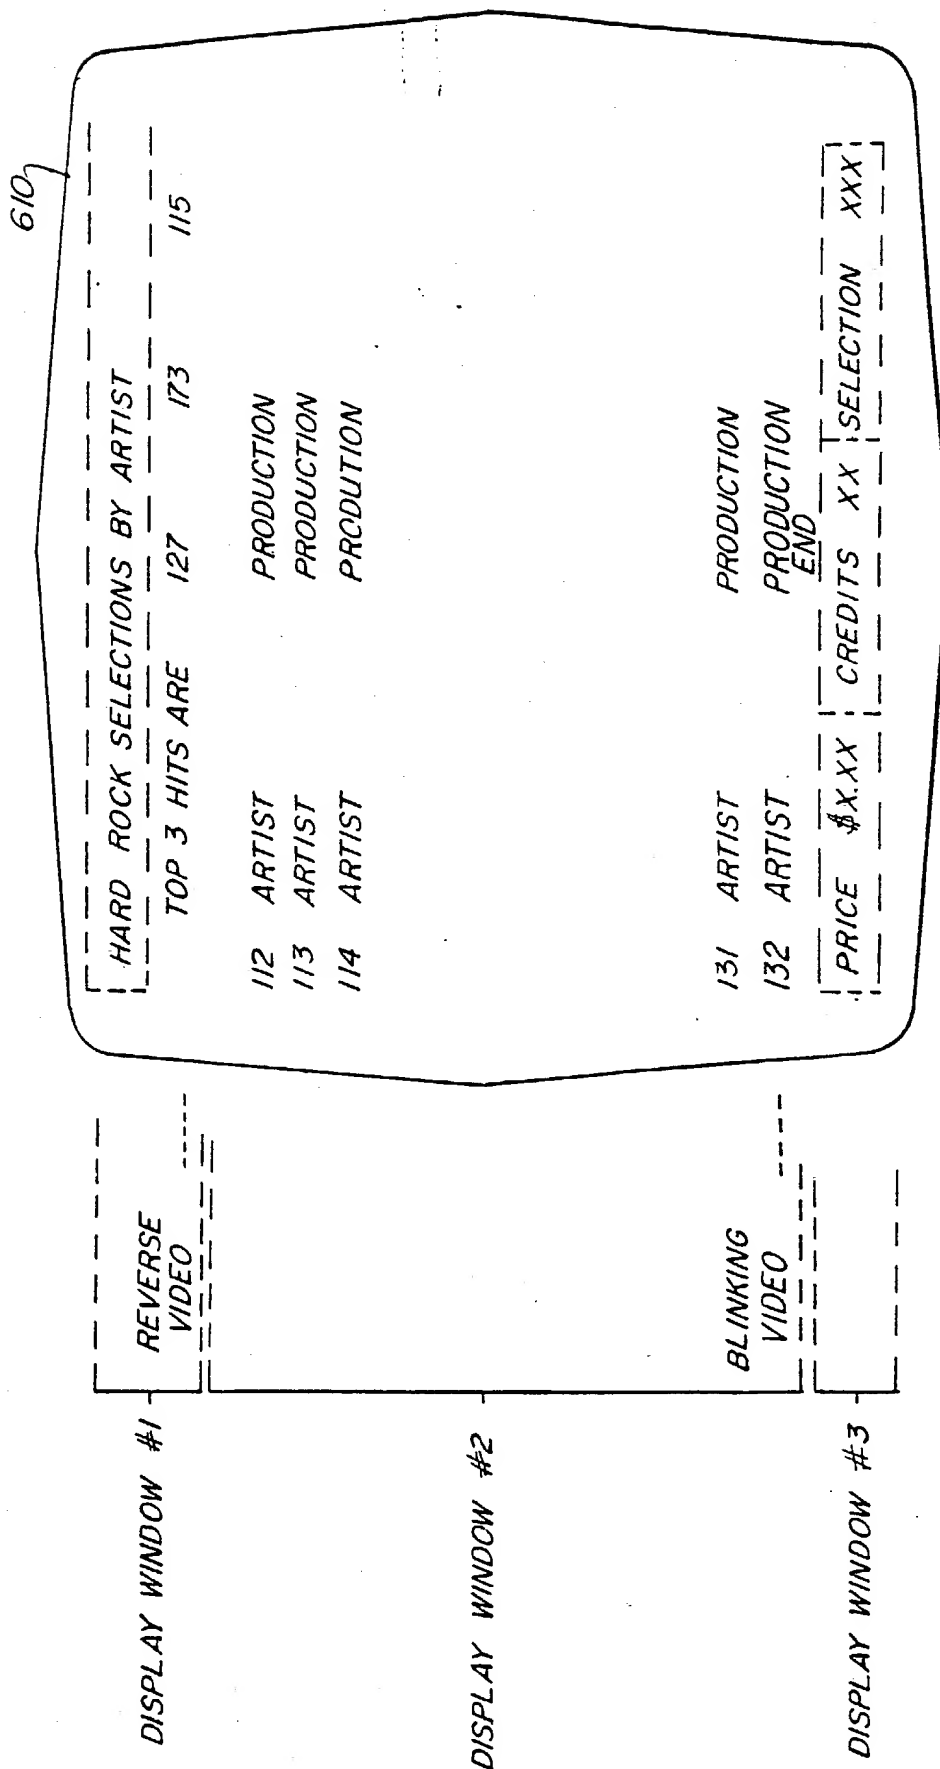 610
HARD ROCK SELECTIONS BY ARTIST
TOP 3 HITS ARE 127 173 115
112 ARTIST PRODUCTION
113 ARTIST PRODUCTION
114 ARTIST PRODUTION
131 ARTIST PRODUCTION
132 ARTIST PRODUCTION
END
PRICE $X.XX CREDITS XX SELECTION XXX
DISPLAY WINDOW #1
REVERSE
VIDEO
DISPLAY WINDOW #2
BLINKING
VIDEO
DISPLAY WINDOW #3